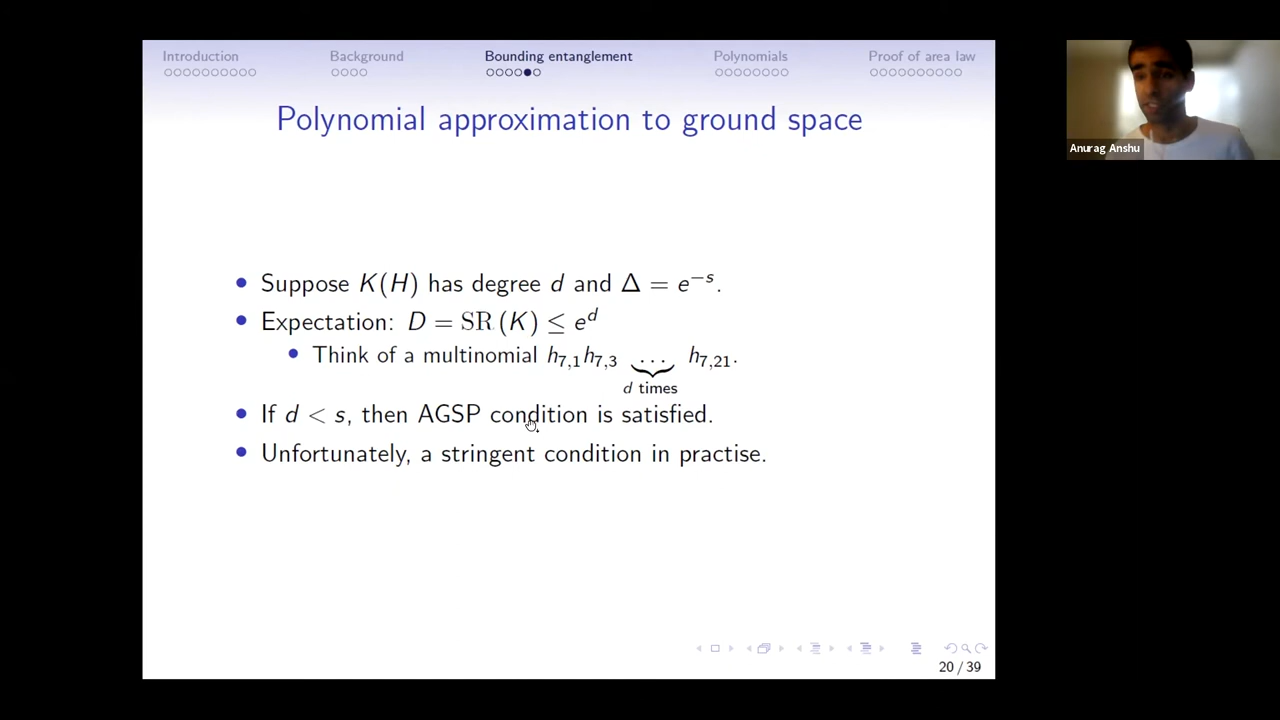 Introduction Background Bounding entanglement Polynomials Proof of area law
Polynomial approximation to ground space
Anurag Anshu
• Suppose K(H) has degree d and Δ = e^{-s}.
• Expectation: D = SR (K) ≤ e^d
• Think of a multinomial h_{7,1}h_{7,3} ... h_{7,21}.
d times
• If d < s, then AGSP condition is satisfied.
• Unfortunately, a stringent condition in practise.
20 / 39